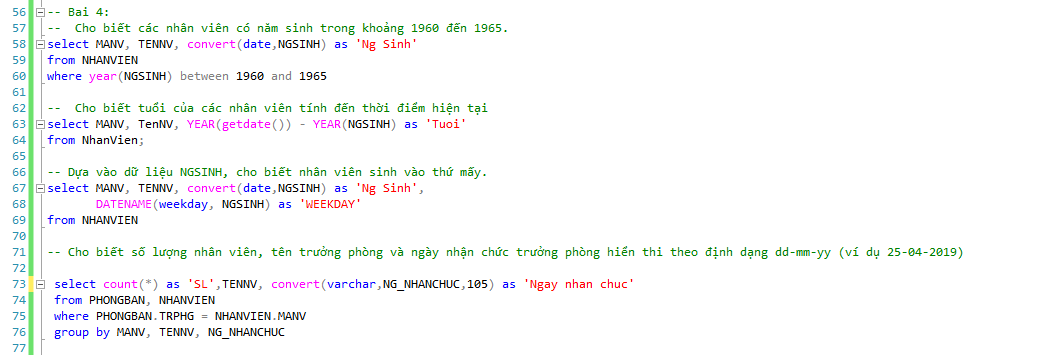 56 -- Bai 4:
57 --  Cho biết các nhân viên có năm sinh trong khoảng 1960 đến 1965.
58 select MANV, TENNV, convert(date,NGSINH) as 'Ng Sinh'
59 from NHANVIEN
60 where year(NGSINH) between 1960 and 1965
61
62 --  Cho biết tuổi của các nhân viên tính đến thời điểm hiện tại
63 select MANV, TenNV, YEAR(getdate()) - YEAR(NGSINH) as 'Tuoi'
64 from NhanVien;
65
66 -- Dựa vào dữ liệu NGSINH, cho biết nhân viên sinh vào thứ mấy.
67 select MANV, TENNV, convert(date,NGSINH) as 'Ng Sinh',
68        DATENAME(weekday, NGSINH) as 'WEEKDAY'
69 from NHANVIEN
70
71 -- Cho biết số lượng nhân viên, tên trưởng phòng và ngày nhận chức trưởng phòng hiển thi theo định dạng dd-mm-yy (ví dụ 25-04-2019)
72
73  select count(*) as 'SL',TENNV, convert(varchar,NG_NHANCHUC,105) as 'Ngay nhan chuc'
74  from PHONGBAN, NHANVIEN
75  where PHONGBAN.TRPHG = NHANVIEN.MANV
76  group by MANV, TENNV, NG_NHANCHUC
77